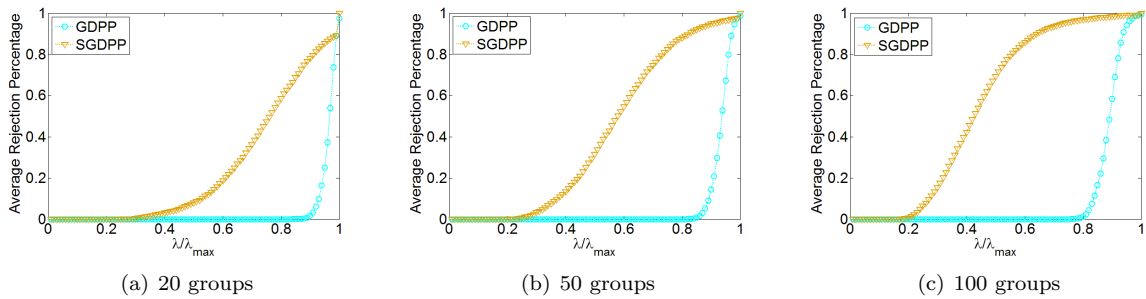 Average Rejection Percentage
1
0.8
0.6
0.4
0.2
0
GDPP
SGDPP
0 0.2 0.4 0.6 0.8 1
λ/λmax
(a) 20 groups
Average Rejection Percentage
1
0.8
0.6
0.4
0.2
0
GDPP
SGDPP
0 0.2 0.4 0.6 0.8 1
λ/λmax
(b) 50 groups
Average Rejection Percentage
1
0.8
0.6
0.4
0.2
0
GDPP
SGDPP
0 0.2 0.4 0.6 0.8 1
λ/λmax
(c) 100 groups